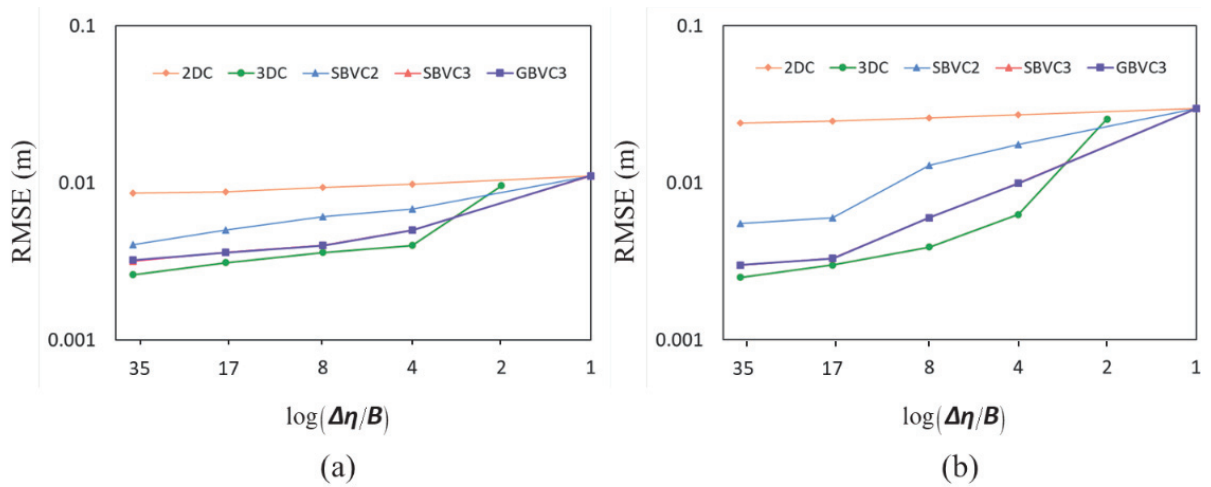 0.1
2DC 3DC SBVC2 SBVC3 GBVC3
RMSE (m)
0.01
0.001
35 17 8 4 2 1
log(Δη/B)
(a)
0.1
2DC 3DC SBVC2 SBVC3 GBVC3
RMSE (m)
0.01
0.001
35 17 8 4 2 1
log(Δη/B)
(b)